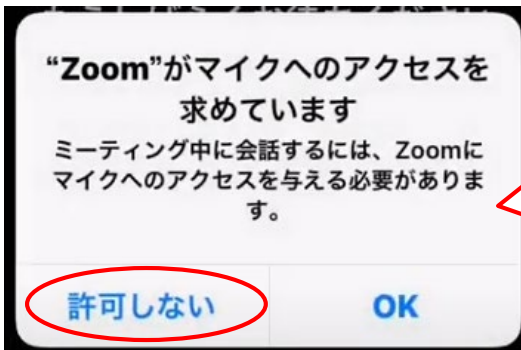 “Zoom”がマイクへのアクセスを
求めています
ミーティング中に会話するには、Zoomに
マイクへのアクセスを与える必要がありま
す。
許可しない
OK